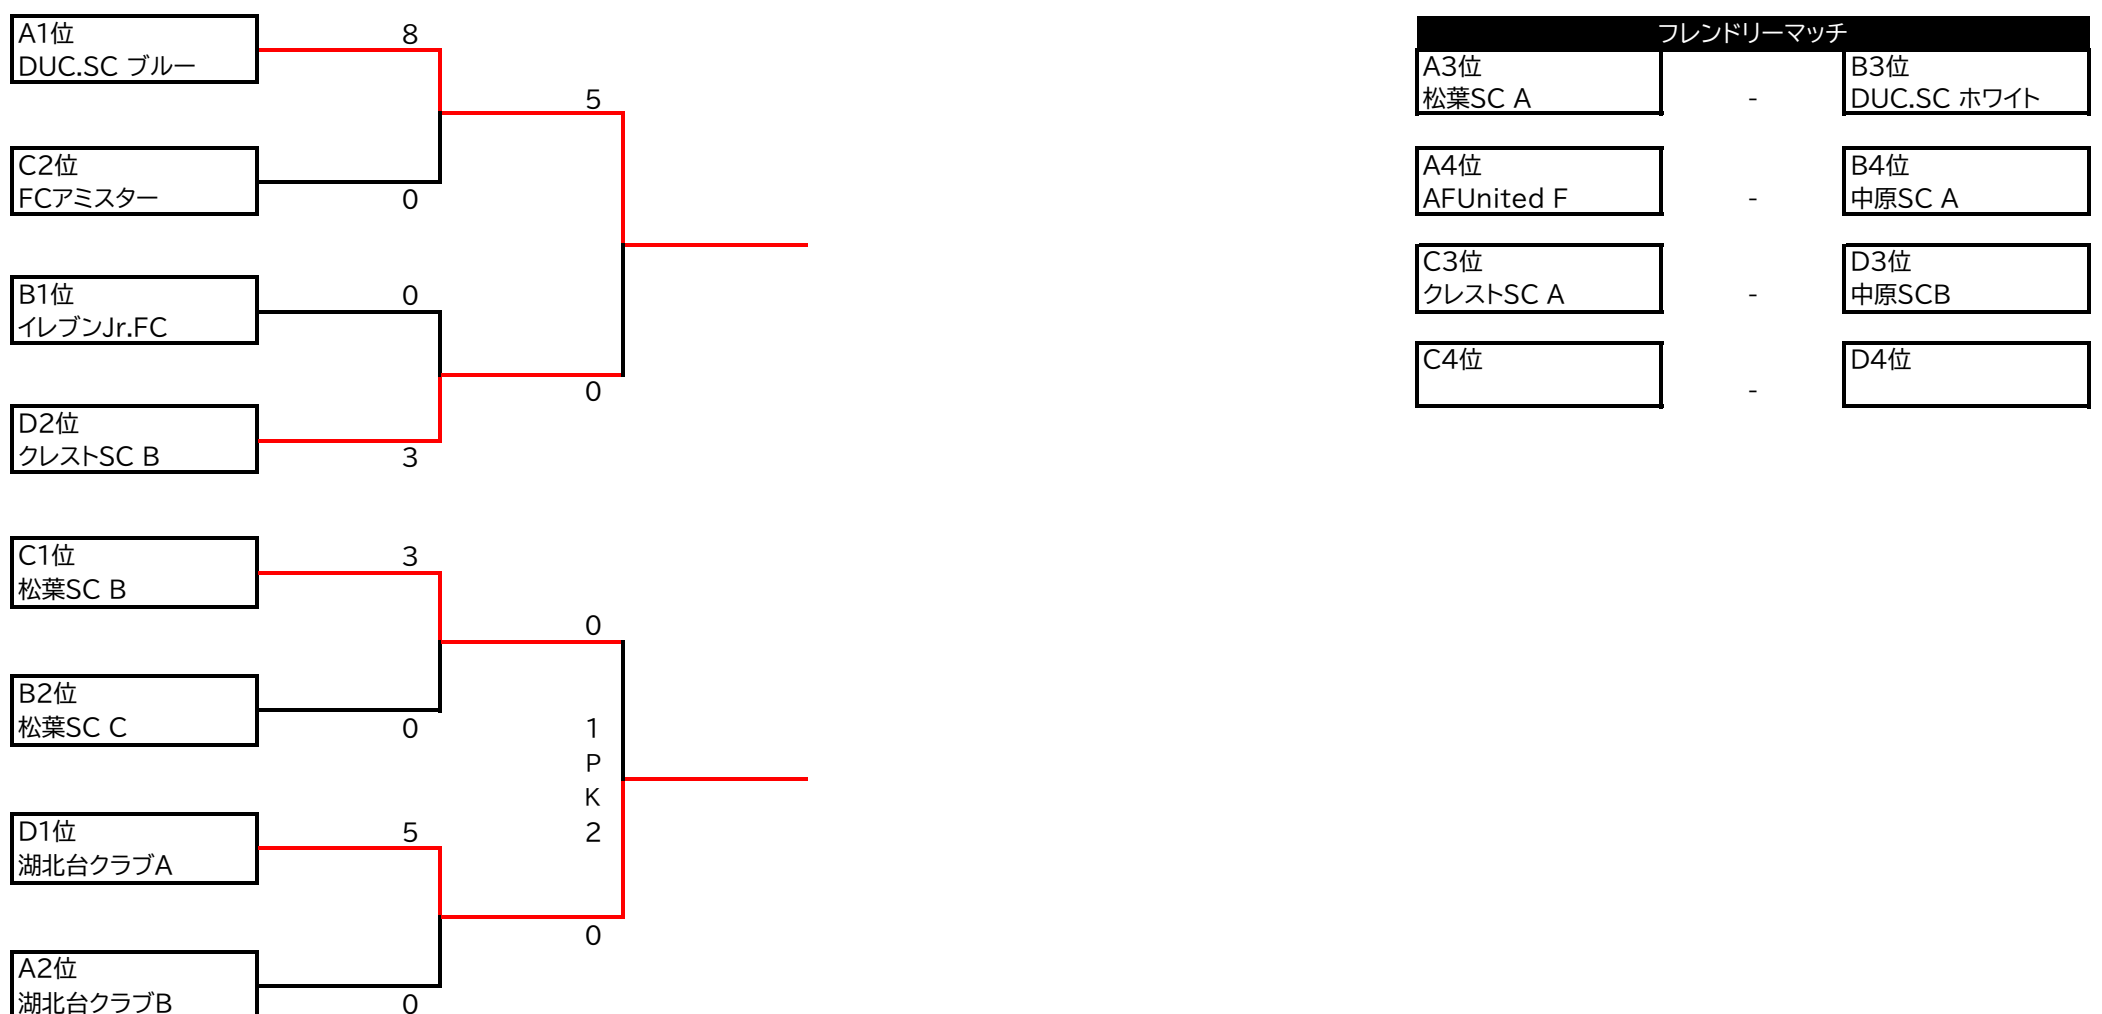 A1位
DUC.SC ブルー
8
5
C2位
FCアミスター
0
B1位
イレブンJr.FC
0
0
D2位
クレストSC B
3
C1位
松葉SC B
3
0
B2位
松葉SC C
0
1
P
K
2
D1位
湖北台クラブA
5
0
A2位
湖北台クラブB
0
フレンドリーマッチ
A3位
松葉SC A
-
B3位
DUC.SC ホワイト
A4位
AFUnited F
-
B4位
中原SC A
C3位
クレストSC A
-
D3位
中原SCB
C4位
-
D4位